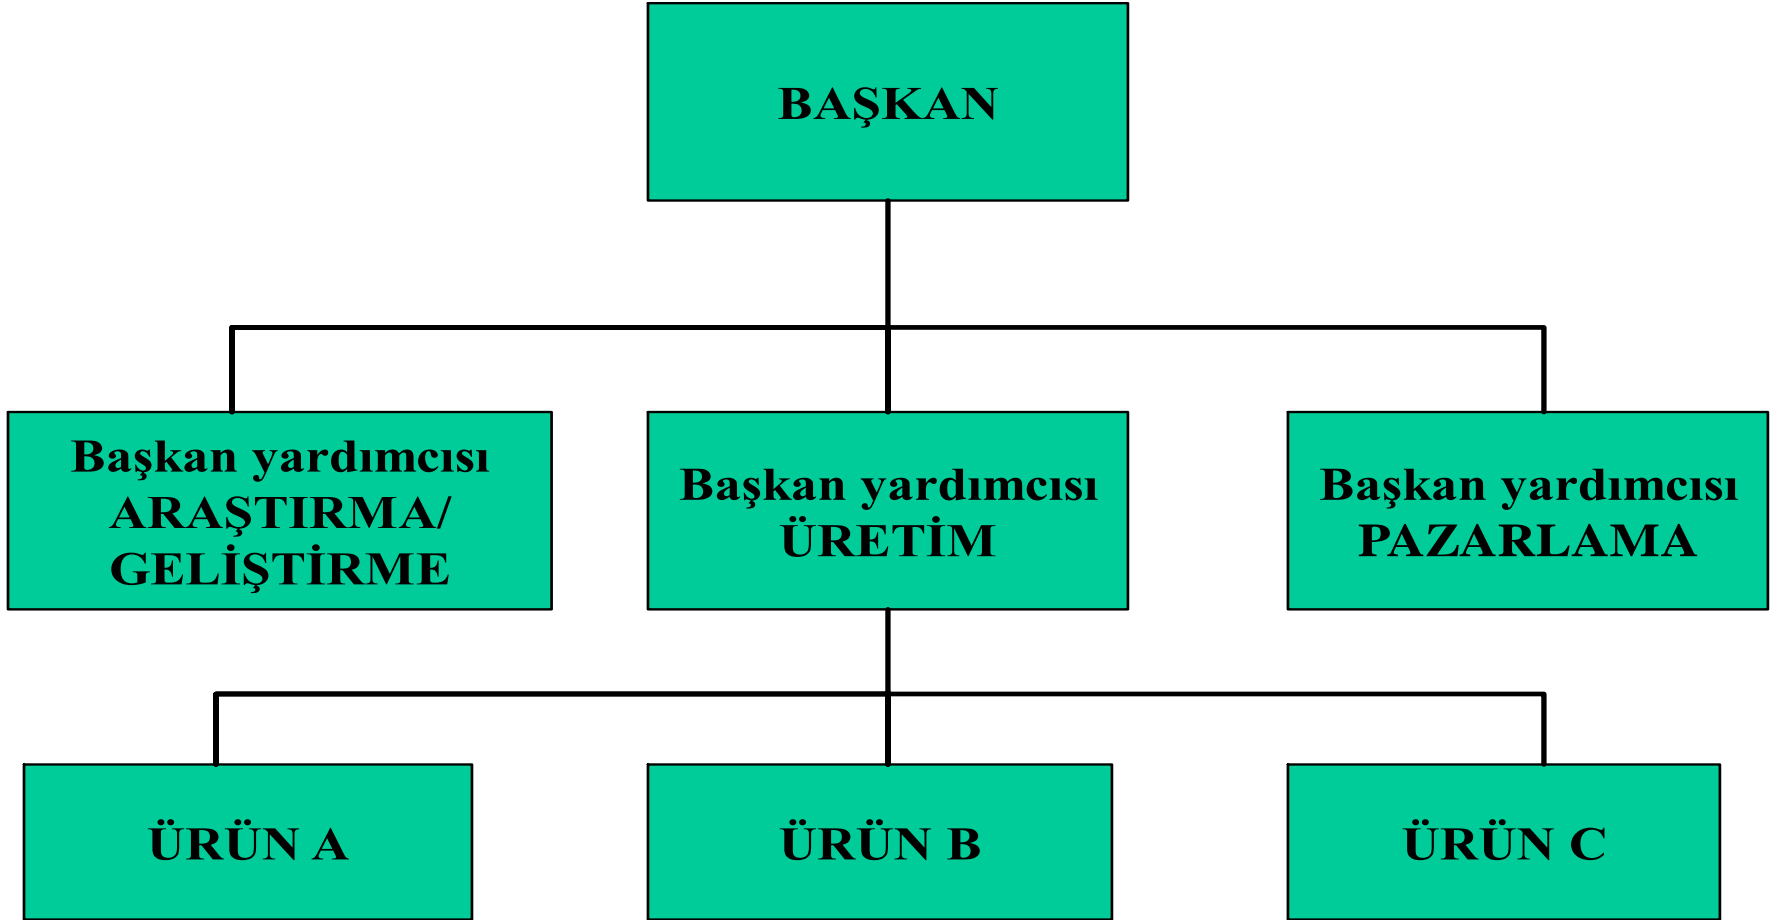 BAŞKAN
Başkan yardımcısı
ARAŞTIRMA/
GELİŞTİRME
Başkan yardımcısı
ÜRETİM
Başkan yardımcısı
PAZARLAMA
ÜRÜN A
ÜRÜN B
ÜRÜN C